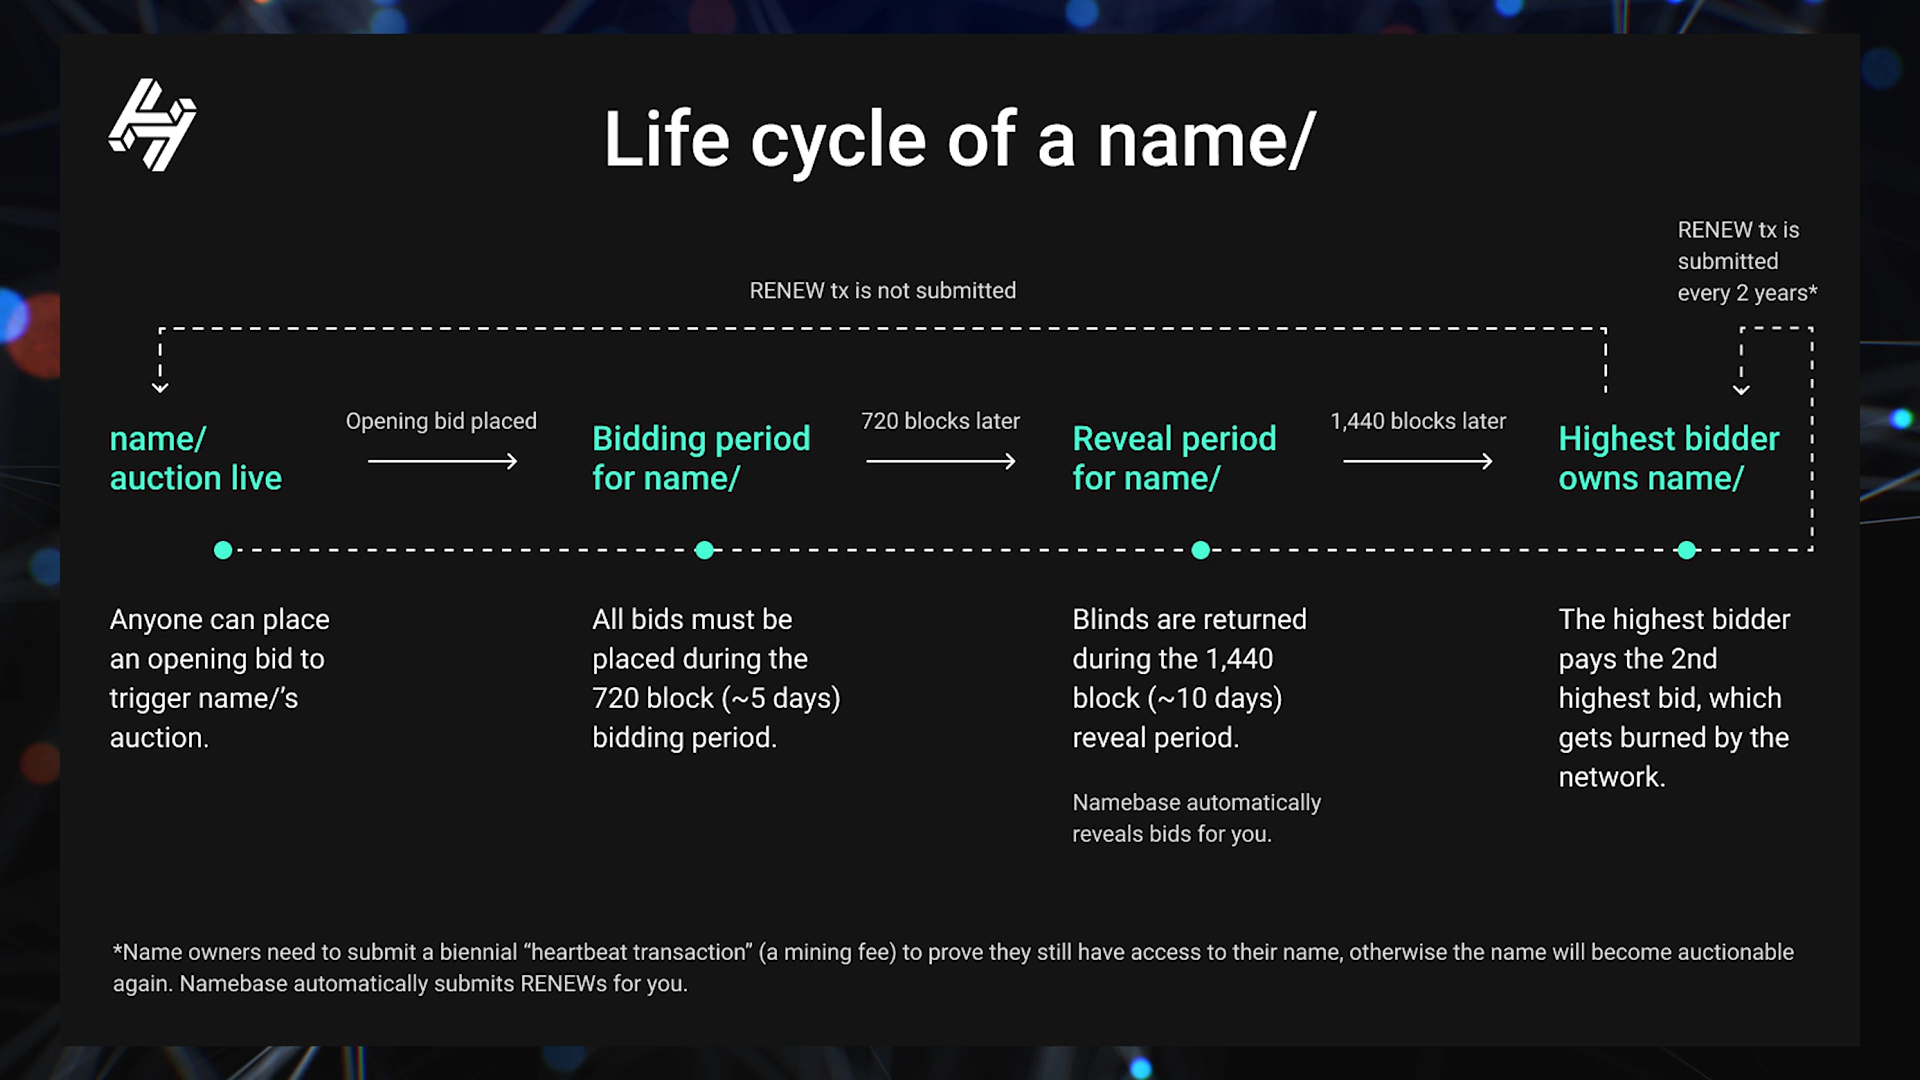 Life cycle of a name/
RENEW tx is
submitted
every 2 years*
RENEW tx is not submitted
name/
auction live
Opening bid placed
Bidding period
for name/
720 blocks later
Reveal period
for name/
1,440 blocks later
Highest bidder
owns name/
Anyone can place
an opening bid to
trigger name/’s
auction.
All bids must be
placed during the
720 block (~5 days)
bidding period.
Blinds are returned
during the 1,440
block (~10 days)
reveal period.
Namebase automatically
reveals bids for you.
The highest bidder
pays the 2nd
highest bid, which
gets burned by the
network.
*Name owners need to submit a biennial “heartbeat transaction” (a mining fee) to prove they still have access to their name, otherwise the name will become auctionable
again. Namebase automatically submits RENEWs for you.